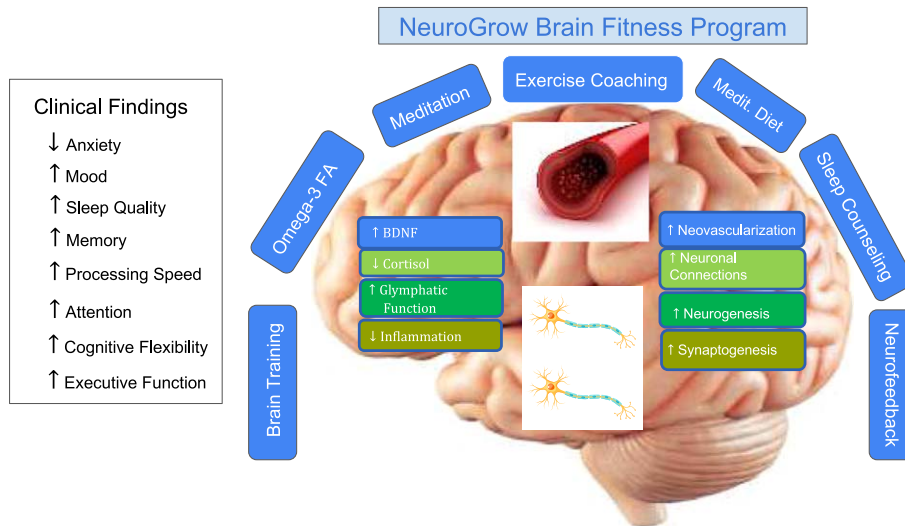 NeuroGrow Brain Fitness Program
Clinical Findings
↓ Anxiety
↑ Mood
↑ Sleep Quality
↑ Memory
↑ Processing Speed
↑ Attention
↑ Cognitive Flexibility
↑ Executive Function
Brain Training
Omega-3 FA
Meditation
Exercise Coaching
Medit. Diet
Sleep Counseling
Neurofeedback
↑ BDNF
↓ Cortisol
↑ Glymphatic
Function
↓ Inflammation
↑ Neovascularization
↑ Neuronal
Connections
↑ Neurogenesis
↑ Synaptogenesis